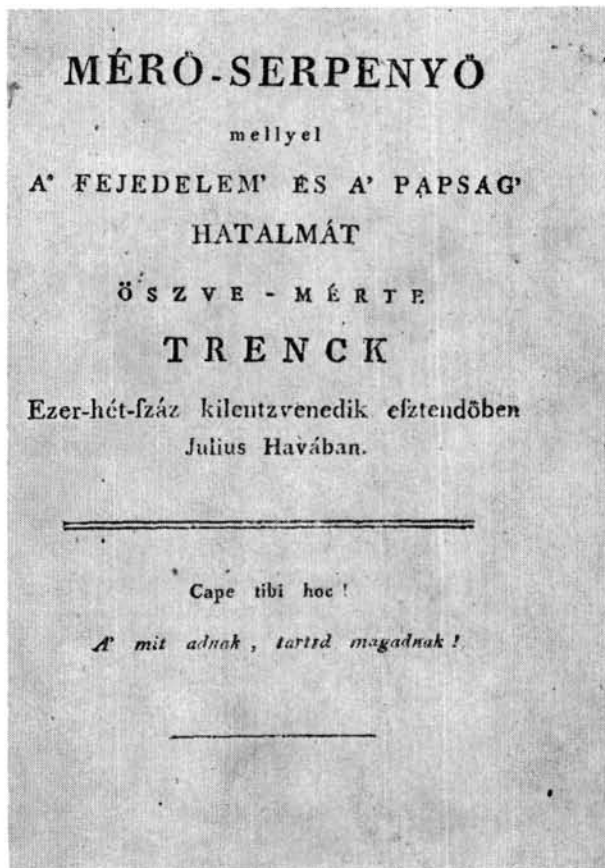 MÉRŐ-SERPENYŐ
mellyel
A' FEJEDELEM' ÉS A' PAPSÁG'
HATALMÁT
ÖSZVE-MÉRTE
TRENCK
Ezer-hét-ſzáz kilentzvenedik eſztendőben
Julius Havában.
Cape tibi hoc!
A' mit adnak, tartsd magadnak!